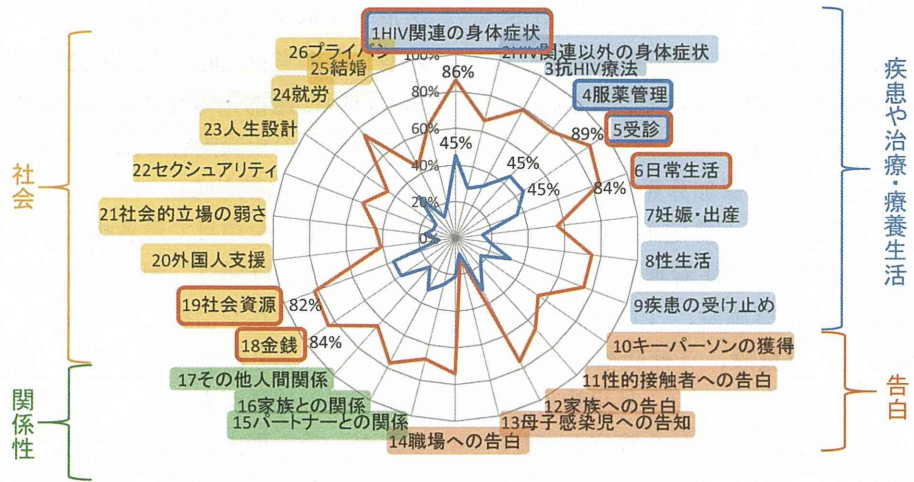 1HIV関連の身体症状
2HIV関連以外の身体症状
3抗HIV療法
4服薬管理
5受診
6日常生活
7妊娠・出産
8性生活
9疾患の受け止め
10キーパーソンの獲得
11性的接触者への告白
12家族への告白
13母子感染児への告知
14職場への告白
15パートナーとの関係
16家族との関係
17その他人間関係
18金銭
19社会資源
20外国人支援
21社会的立場の弱さ
22セクシュアリティ
23人生設計
24就労
25結婚
26プライバシ
100%
80%
60%
40%
20%
0%
86%
45%
45%
45%
89%
84%
82%
84%
疾患や治療・療養生活
告白
関係性
社会